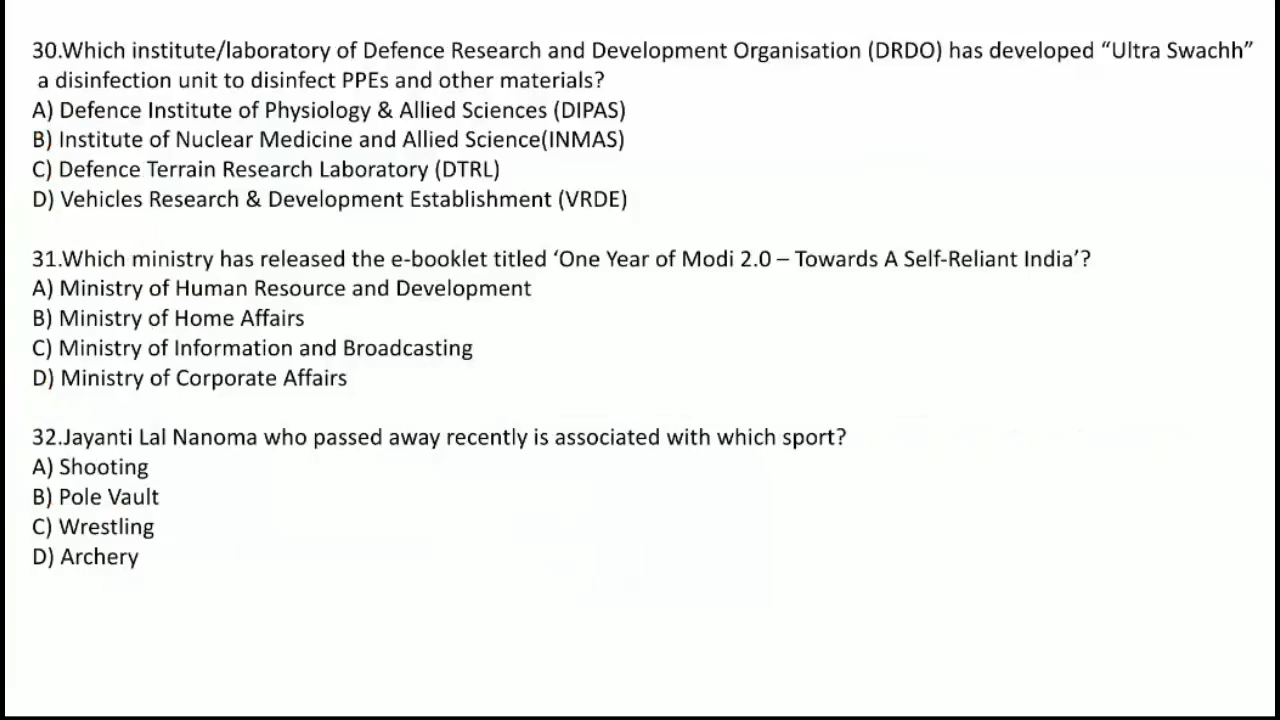 30.Which institute/laboratory of Defence Research and Development Organisation (DRDO) has developed “Ultra Swachh”
a disinfection unit to disinfect PPEs and other materials?
A) Defence Institute of Physiology & Allied Sciences (DIPAS)
B) Institute of Nuclear Medicine and Allied Science(INMAS)
C) Defence Terrain Research Laboratory (DTRL)
D) Vehicles Research & Development Establishment (VRDE)
31.Which ministry has released the e-booklet titled ‘One Year of Modi 2.0 – Towards A Self-Reliant India’?
A) Ministry of Human Resource and Development
B) Ministry of Home Affairs
C) Ministry of Information and Broadcasting
D) Ministry of Corporate Affairs
32.Jayanti Lal Nanoma who passed away recently is associated with which sport?
A) Shooting
B) Pole Vault
C) Wrestling
D) Archery